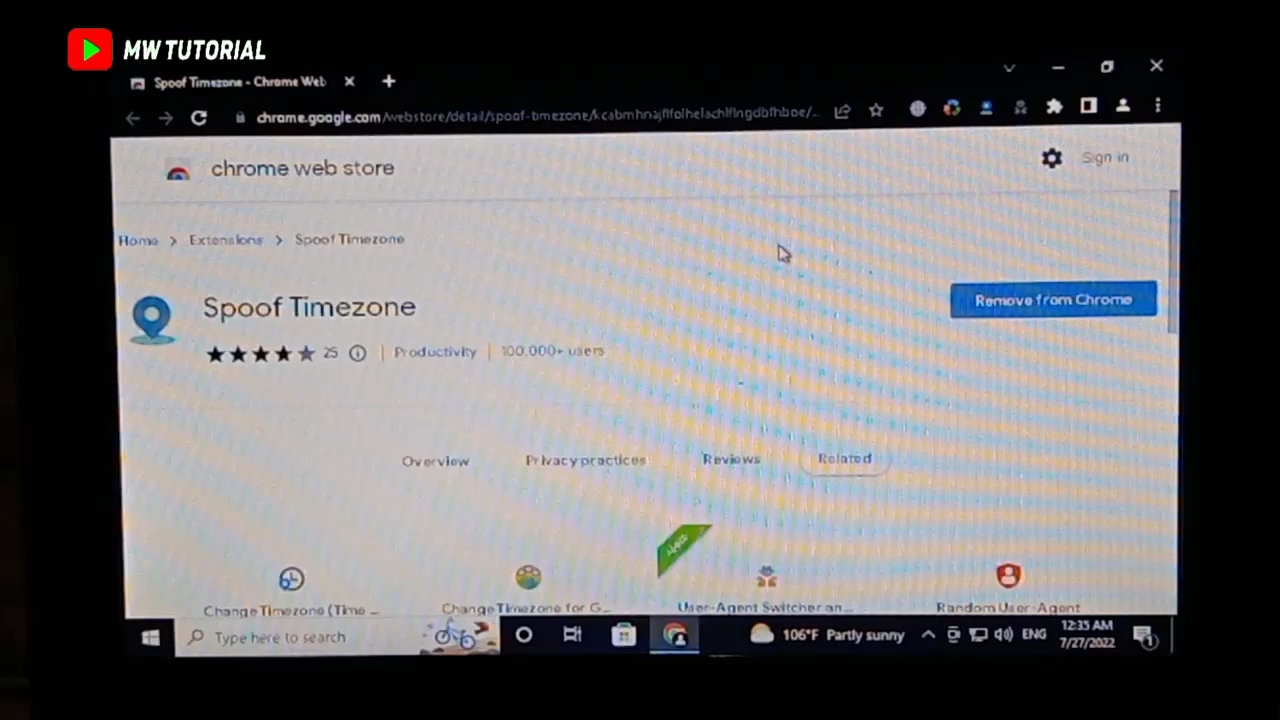 MW TUTORIAL
Spoof Timezone - Chrome Web
chrome.google.com/webstore/detail/spoof-timezone/
chrome web store
Sign in
Home > Extensions > Spoof Timezone
Spoof Timezone
Remove from Chrome
25 | Productivity | 100,000+ users
Overview
Privacy practices
Reviews
Related
Change Timezone (Time ...
Change Timezone for G...
User-Agent Switcher an...
Random User-Agent
Type here to search
106°F Partly sunny
ENG
12:35 AM
7/27/2022
1